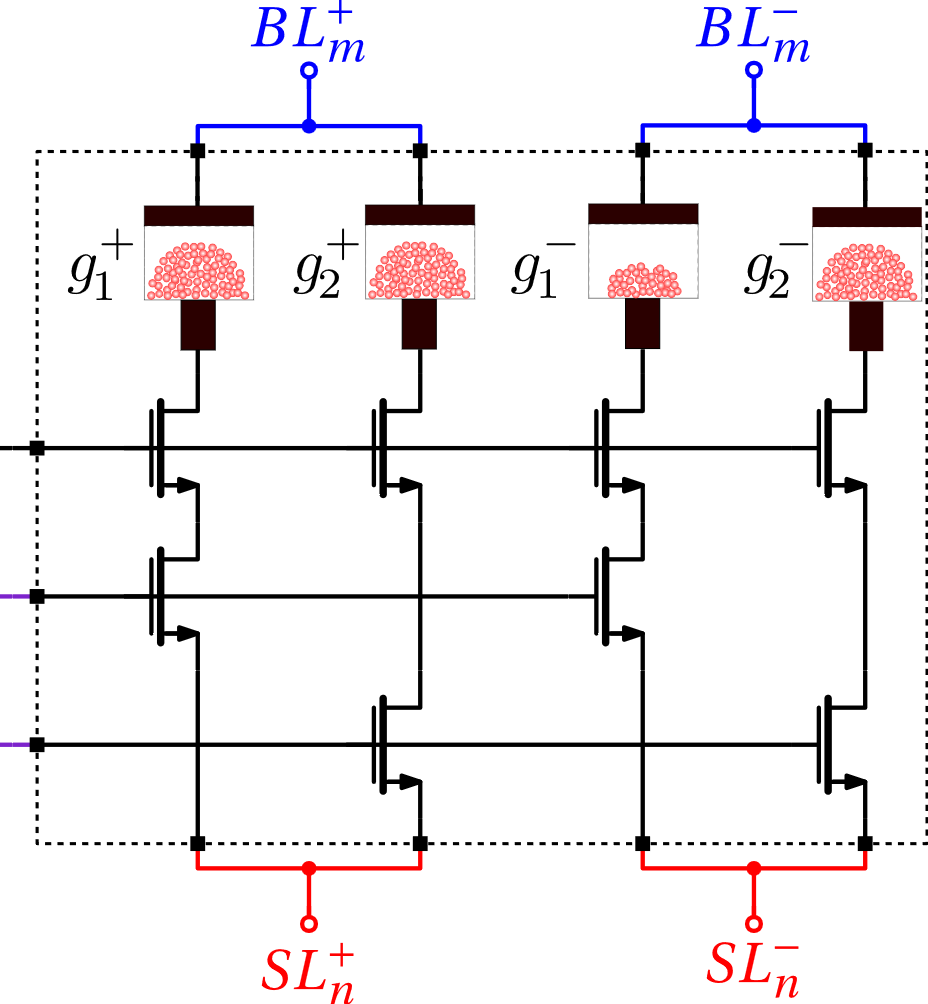 BL_m^+ BL_m^-
g_1^+ g_2^+ g_1^- g_2^-
SL_n^+ SL_n^-